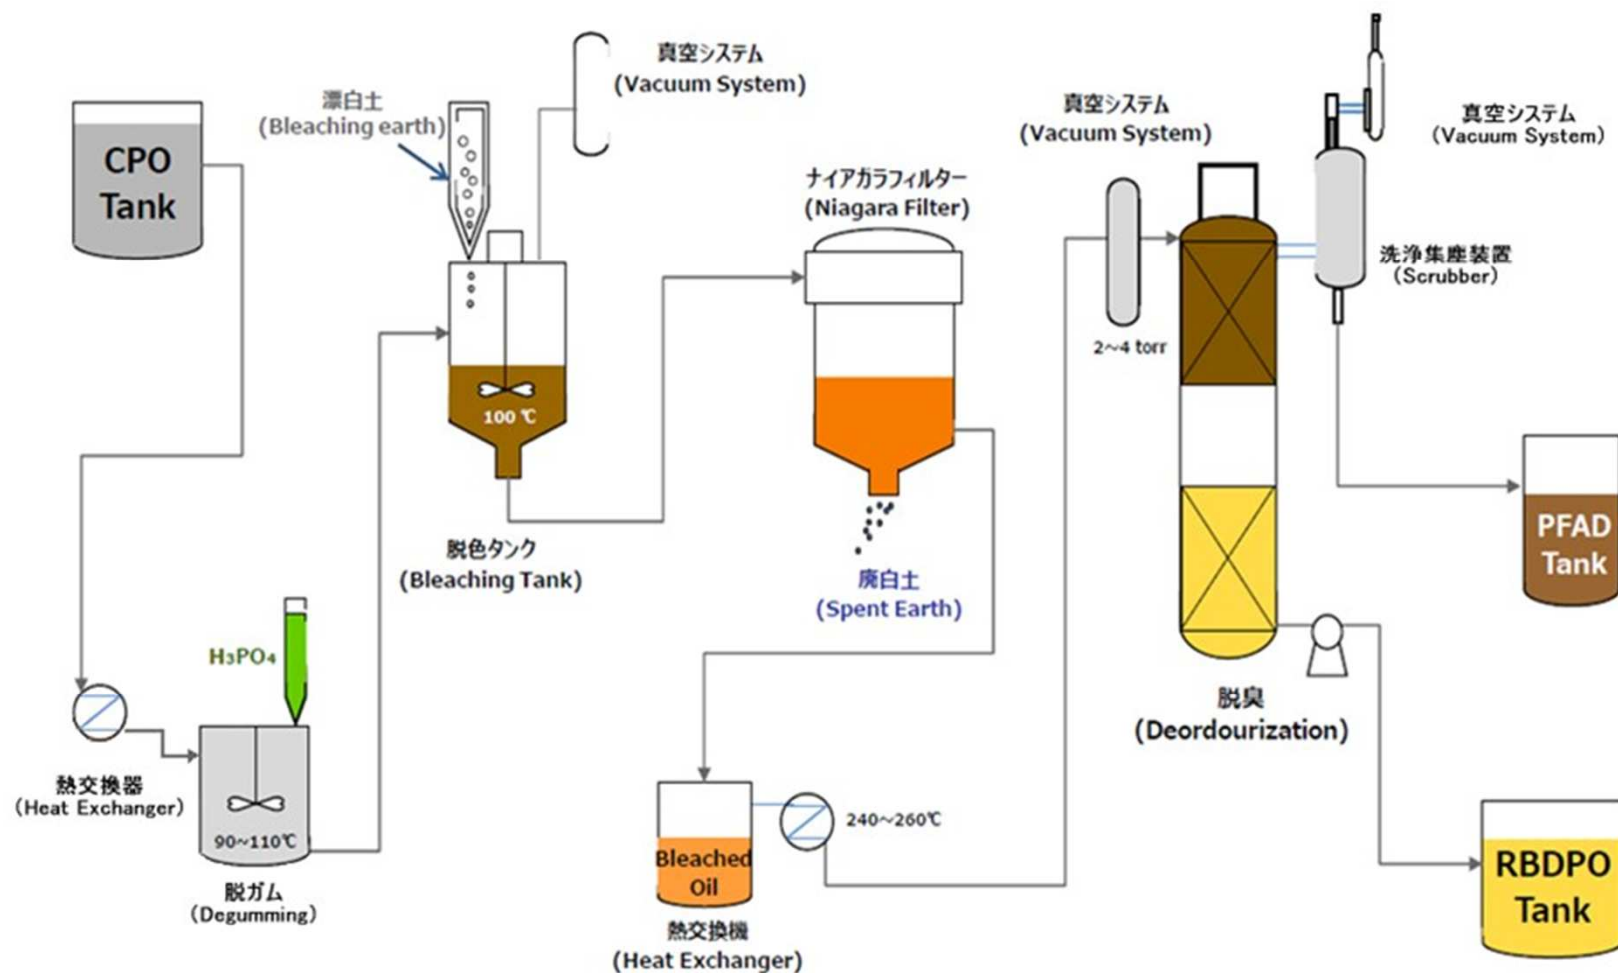 CPO
Tank
漂白土
(Bleaching earth)
真空システム
(Vacuum System)
100 ℃
脱色タンク
(Bleaching Tank)
H₃PO₄
熱交換器
(Heat Exchanger)
90~110℃
脱ガム
(Degumming)
ナイアガラフィルター
(Niagara Filter)
廃白土
(Spent Earth)
Bleached
Oil
熱交換機
(Heat Exchanger)
240~260℃
真空システム
(Vacuum System)
2~4 torr
真空システム
(Vacuum System)
洗浄集塵装置
(Scrubber)
脱臭
(Deordourization)
PFAD
Tank
RBDPO
Tank